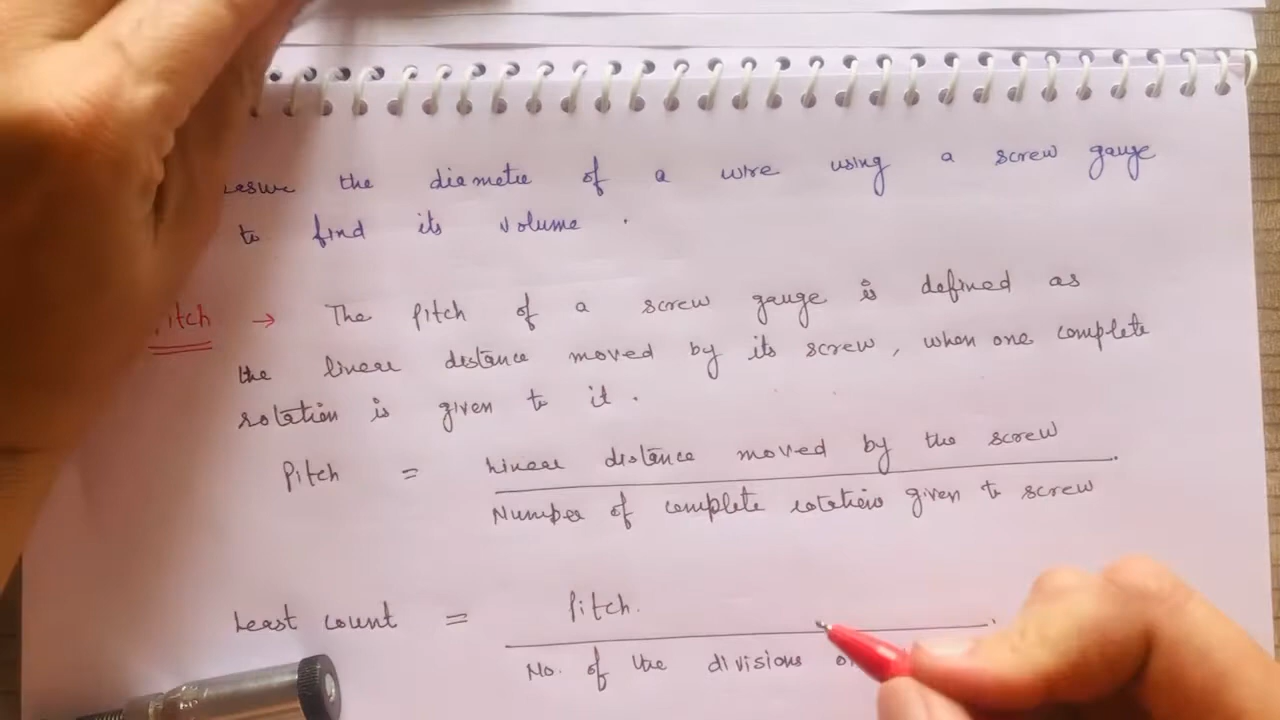 the diameter of a wire using a screw gauge
to find its volume .
→ The Pitch of a screw gauge is defined as
the linear distance moved by its screw, when one complete
rotation is given to it .
Pitch = Linear distance moved by the screw
Number of complete rotation given to screw
Least count = Pitch.
No. of the divisions